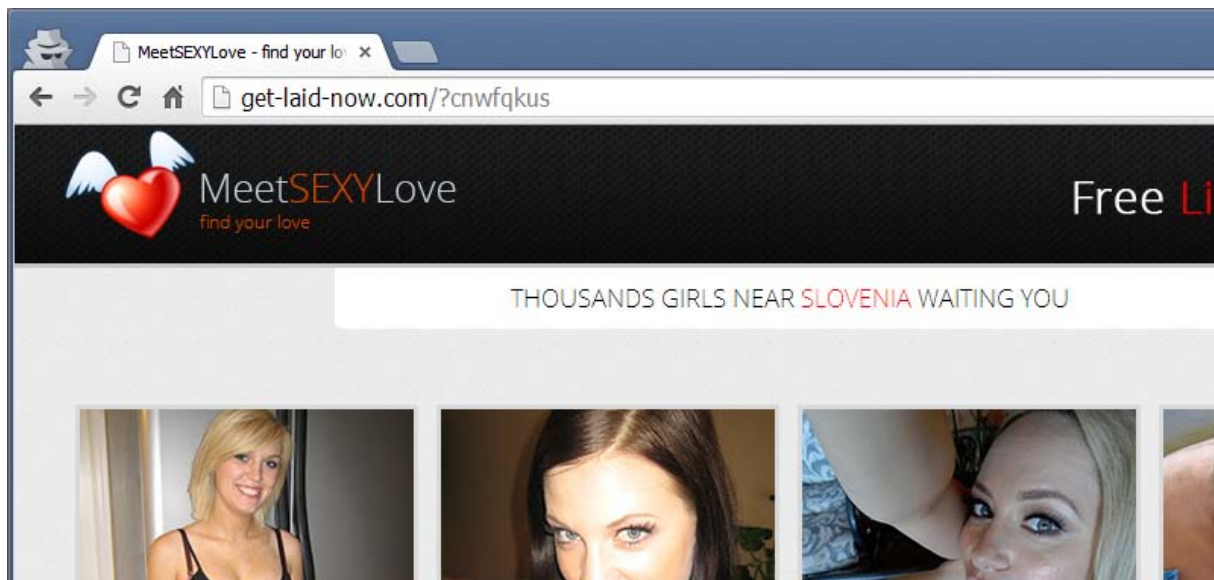 MeetSEXYLove - find your lo
get-laid-now.com/?cnwfqkus
MeetSEXYLove
find your love
Free Li
THOUSANDS GIRLS NEAR SLOVENIA WAITING YOU